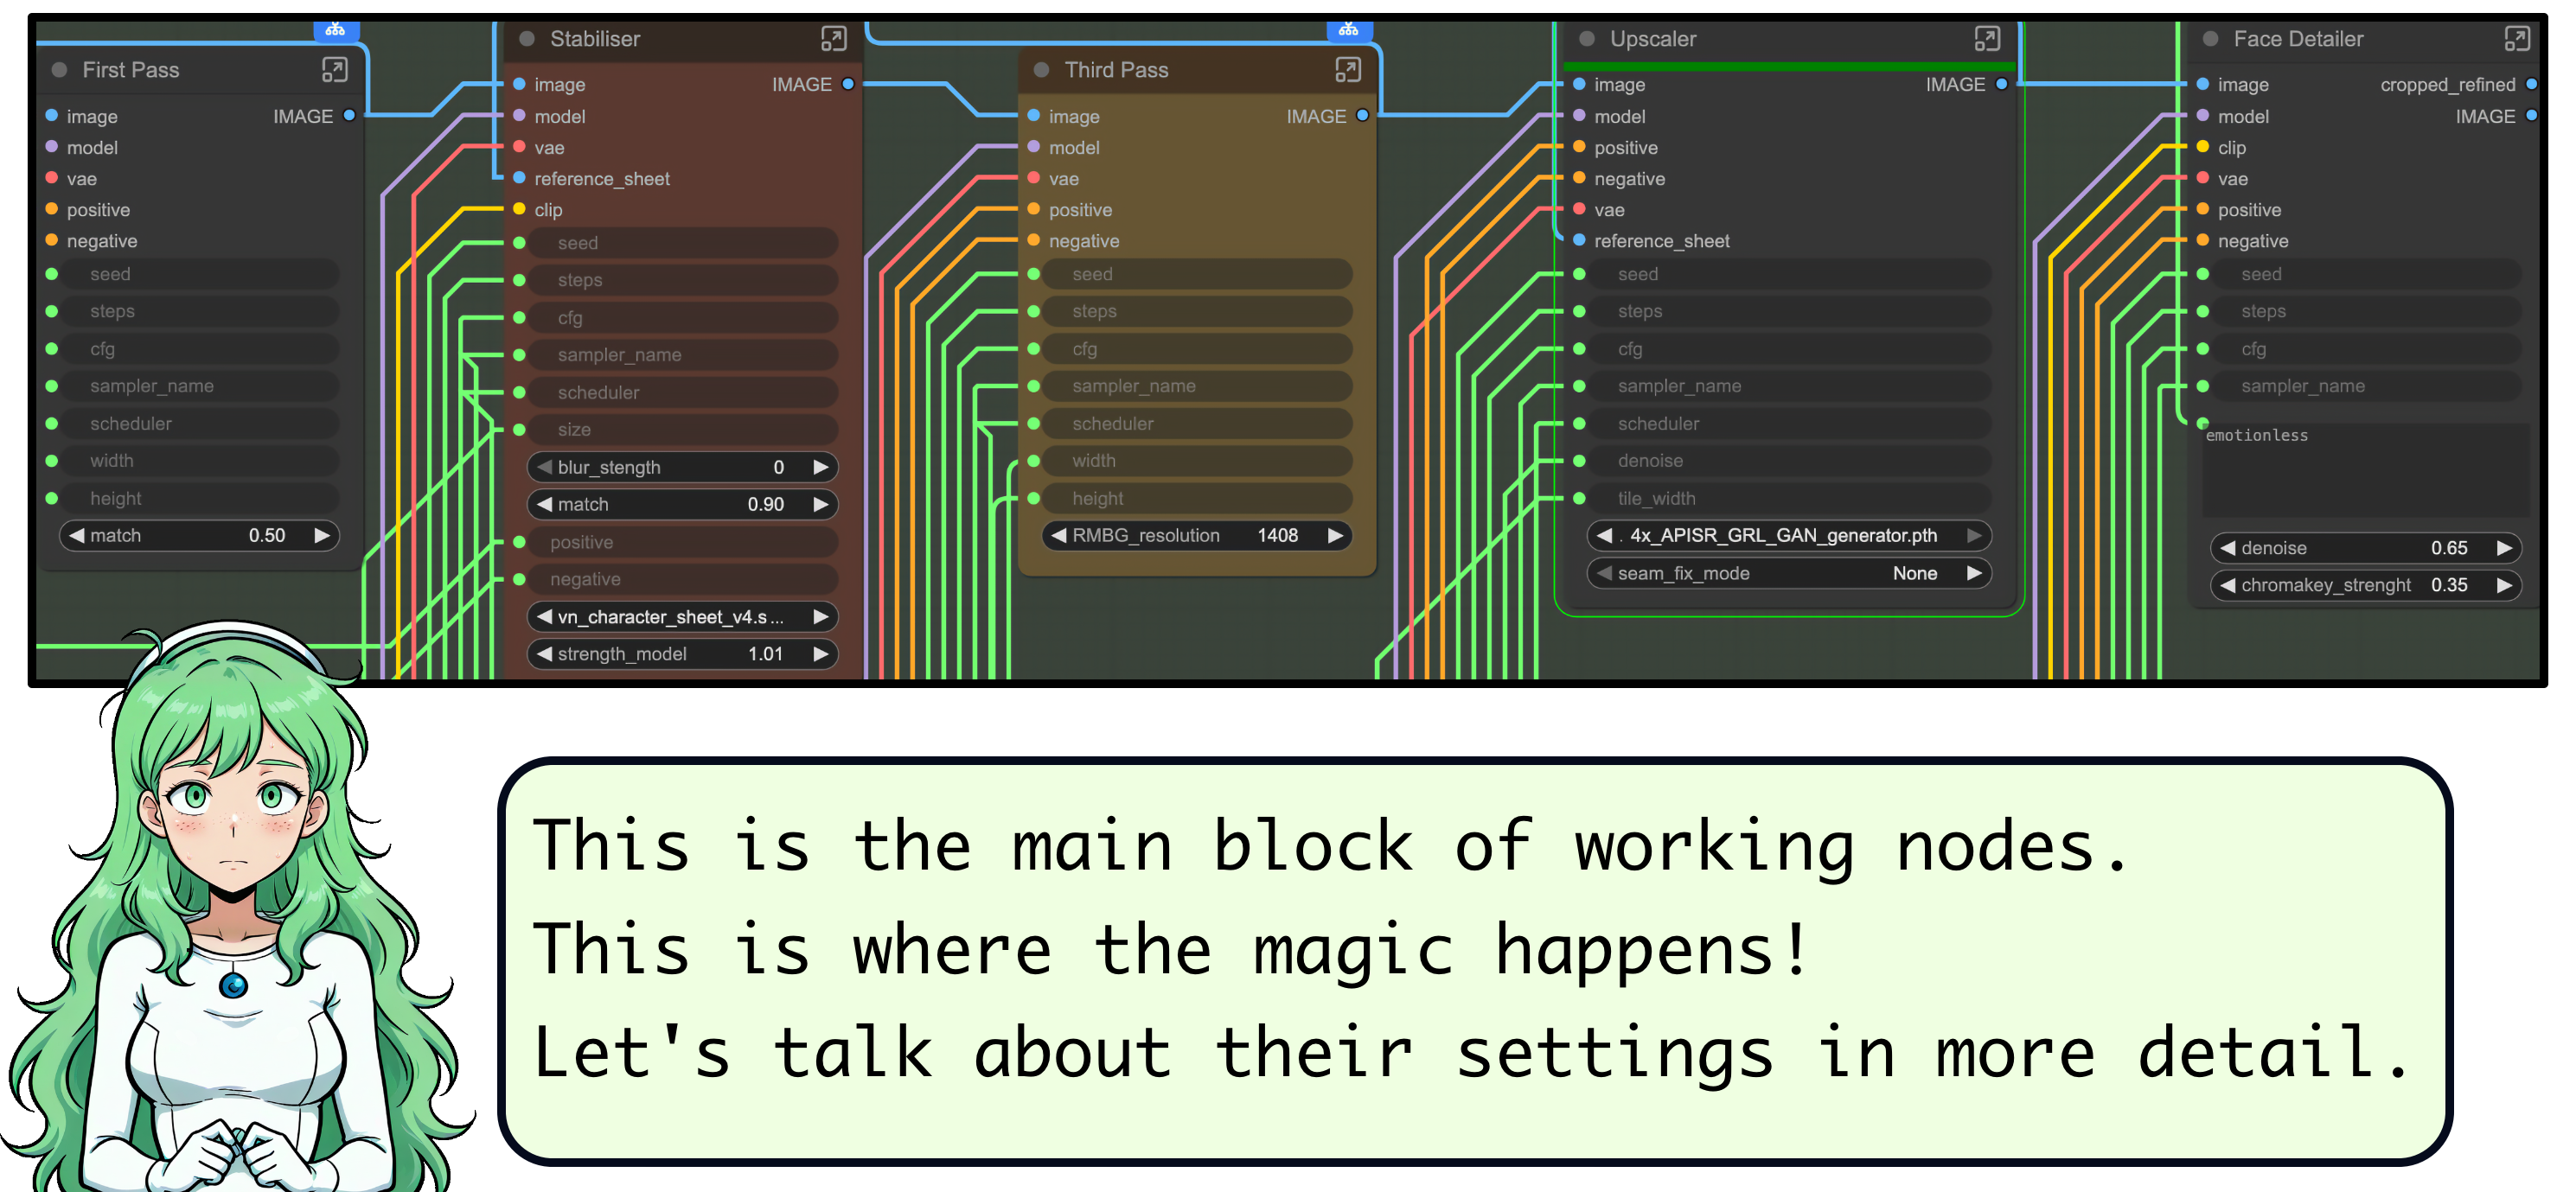 First Pass
image IMAGE
model
vae
positive
negative
seed
steps
cfg
sampler_name
scheduler
width
height
match 0.50
Stabiliser
image IMAGE
model
vae
reference_sheet
clip
seed
steps
cfg
sampler_name
scheduler
size
blur_stength 0
match 0.90
positive
negative
vn_character_sheet_v4.s ...
strength_model 1.01
Third Pass
image IMAGE
model
vae
positive
negative
seed
steps
cfg
sampler_name
scheduler
width
height
RMBG_resolution 1408
Upscaler
image IMAGE
model
positive
negative
vae
reference_sheet
seed
steps
cfg
sampler_name
scheduler
denoise
tile_width
. 4x_APISR_GRL_GAN_generator.pth
seam_fix_mode None
Face Detailer
image cropped_refined
model IMAGE
clip
vae
positive
negative
seed
steps
cfg
sampler_name
emotionless
denoise 0.65
chromakey_strenght 0.35
This is the main block of working nodes.
This is where the magic happens!
Let's talk about their settings in more detail.